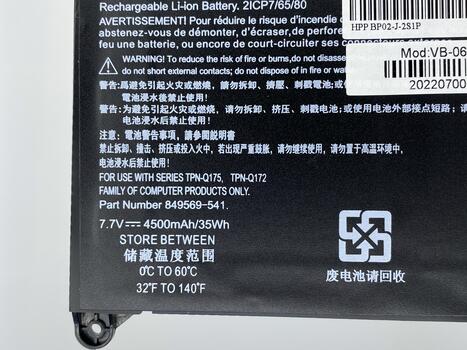 Rechargeable Li-ion Battery. 2ICP7/65/80
AVERTISSEMENT! Pour réduire le risque d'incendie
abstenez-vous de démonter, d'écraser, de
feu une batterie, ou encore de court-circuiter ses
WARNING! To reduce the risk of fire or burns, do not
do not short external contacts; do not dispose of in
警告:爲避免引起火災或燃燒，請勿拆卸、擠壓、刺戳電池;
電池浸水後禁止使用！
警告:为避免引起火灾或燃烧，请勿拆卸、挤压、刺戳电池;或使用电池外部接点短路；
电池浸水后禁止使用！
注意: 電池警告事項，請參閱說明書
禁止拆卸、撞击、挤压或投入火中，若出现严重鼓胀，请勿继续使用、请勿置于高温环境中，
电池浸水后禁止使用！
FOR USE WITH SERIES TPN-Q175, TPN-Q172
FAMILY OF COMPUTER PRODUCTS ONLY.
Part Number 849569-541.
7.7V 4500mAh/35Wh
STORE BETWEEN
储藏温度范围
0℃ TO 60℃
32℉ TO 140℉
废电池请回收
HPP BP02-J-2S1P
Mod:VB-06
20220700